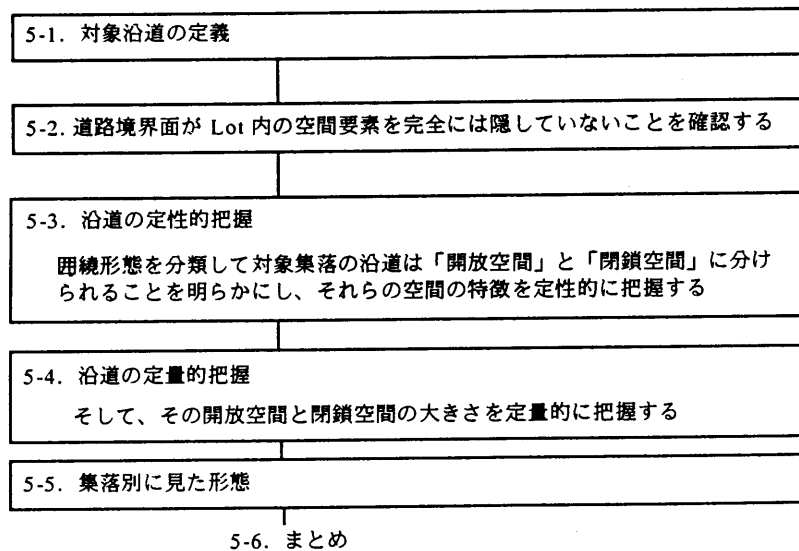 5-1. 対象沿道の定義
5-2. 道路境界面が Lot 内の空間要素を完全には隠していないことを確認する
5-3. 沿道の定性的把握
囲繞形態を分類して対象集落の沿道は「開放空間」と「閉鎖空間」に分け
られることを明らかにし、それらの空間の特徴を定性的に把握する
5-4. 沿道の定量的把握
そして、その開放空間と閉鎖空間の大きさを定量的に把握する
5-5. 集落別に見た形態
5-6. まとめ